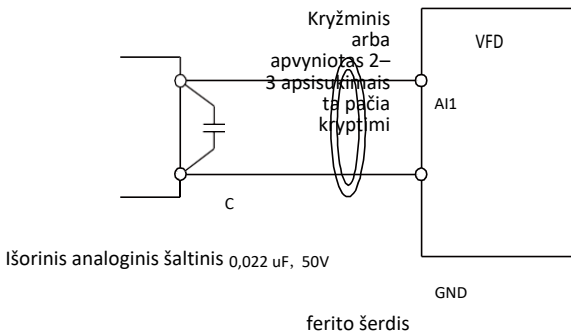 Kryžminis
arba
apvyniotas 2–
3 apsisukimais
ta pačia
kryptimi
VFD
AI1
C
Išorinis analoginis šaltinis 0,022 uF, 50V
GND
ferito šerdis